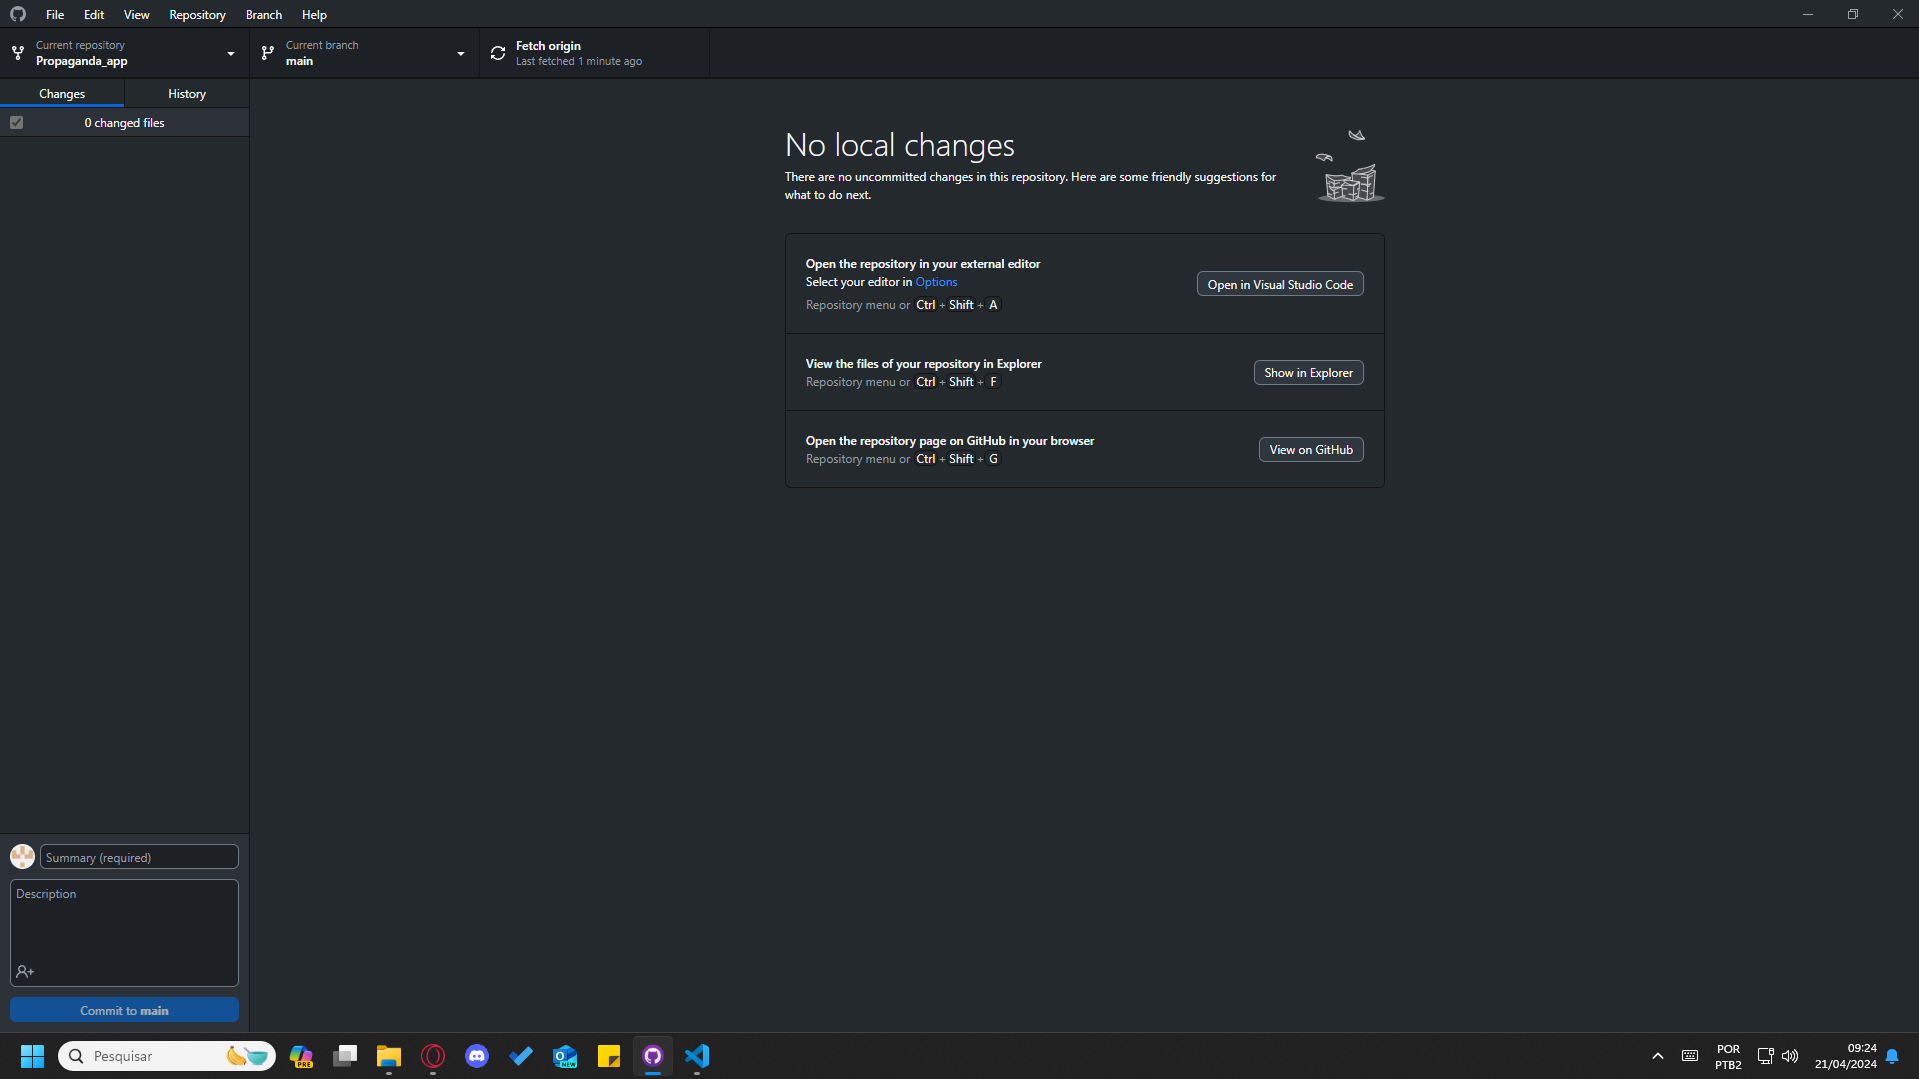 File Edit View Repository Branch Help
Current repository
Propaganda_app
Current branch
main
Fetch origin
Last fetched 1 minute ago
Changes History
0 changed files
No local changes
There are no uncommitted changes in this repository. Here are some friendly suggestions for
what to do next.
Open the repository in your external editor
Select your editor in Options
Repository menu or Ctrl + Shift + A
Open in Visual Studio Code
View the files of your repository in Explorer
Repository menu or Ctrl + Shift + F
Show in Explorer
Open the repository page on GitHub in your browser
Repository menu or Ctrl + Shift + G
View on GitHub
Summary (required)
Description
Commit to main
Pesquisar
PRE
NEW
POR
PTB2
09:24
21/04/2024